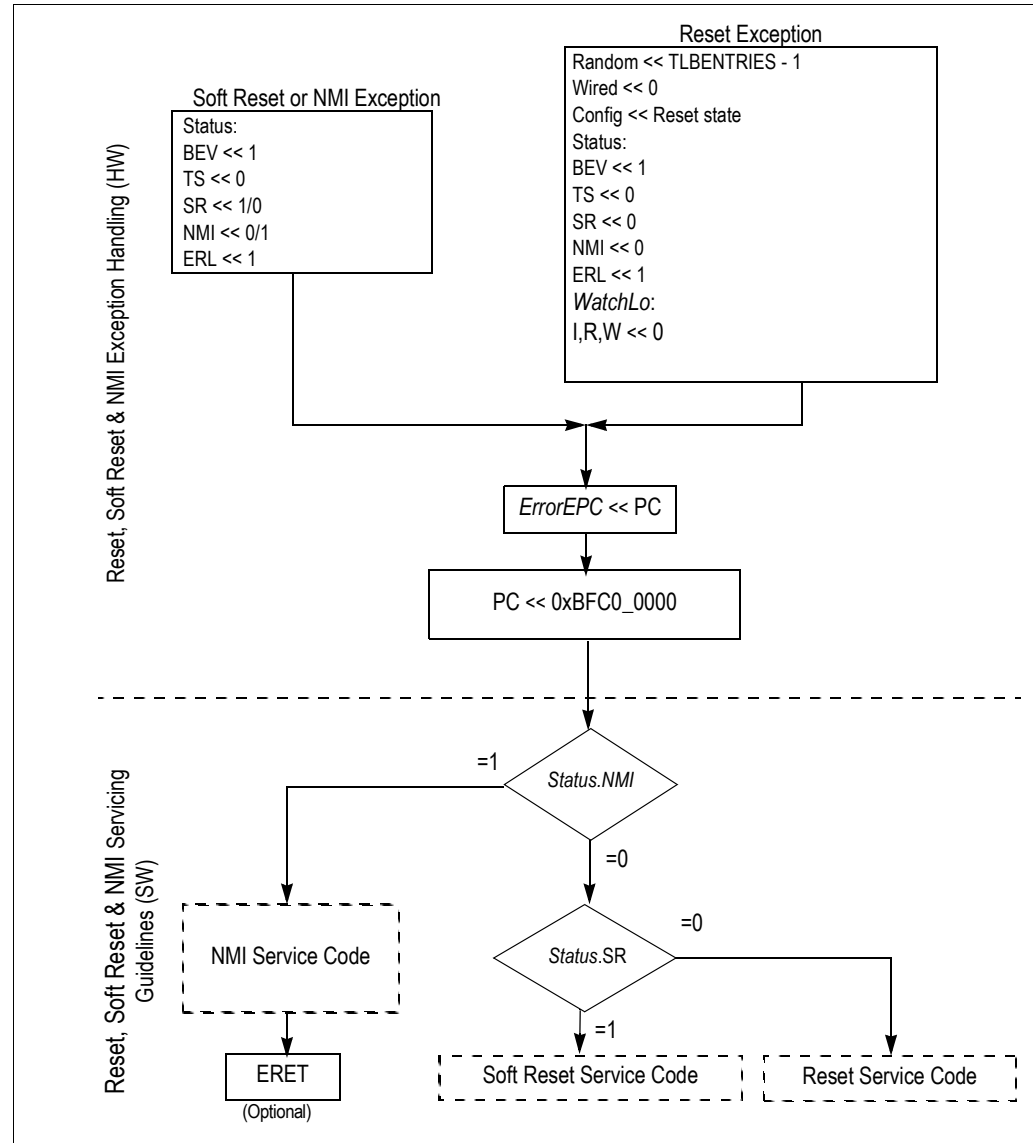 Reset Exception
Random << TLBENTRIES - 1
Wired << 0
Config << Reset state
Status:
BEV << 1
TS << 0
SR << 0
NMI << 0
ERL << 1
WatchLo:
I,R,W << 0
Soft Reset or NMI Exception
Status:
BEV << 1
TS << 0
SR << 1/0
NMI << 0/1
ERL << 1
Reset, Soft Reset & NMI Exception Handling (HW)
ErrorEPC << PC
PC << 0xBFC0_0000
Reset, Soft Reset & NMI Servicing
Guidelines (SW)
=1
Status.NMI
=0
NMI Service Code
Status.SR
=0
=1
ERET
(Optional)
Soft Reset Service Code
Reset Service Code